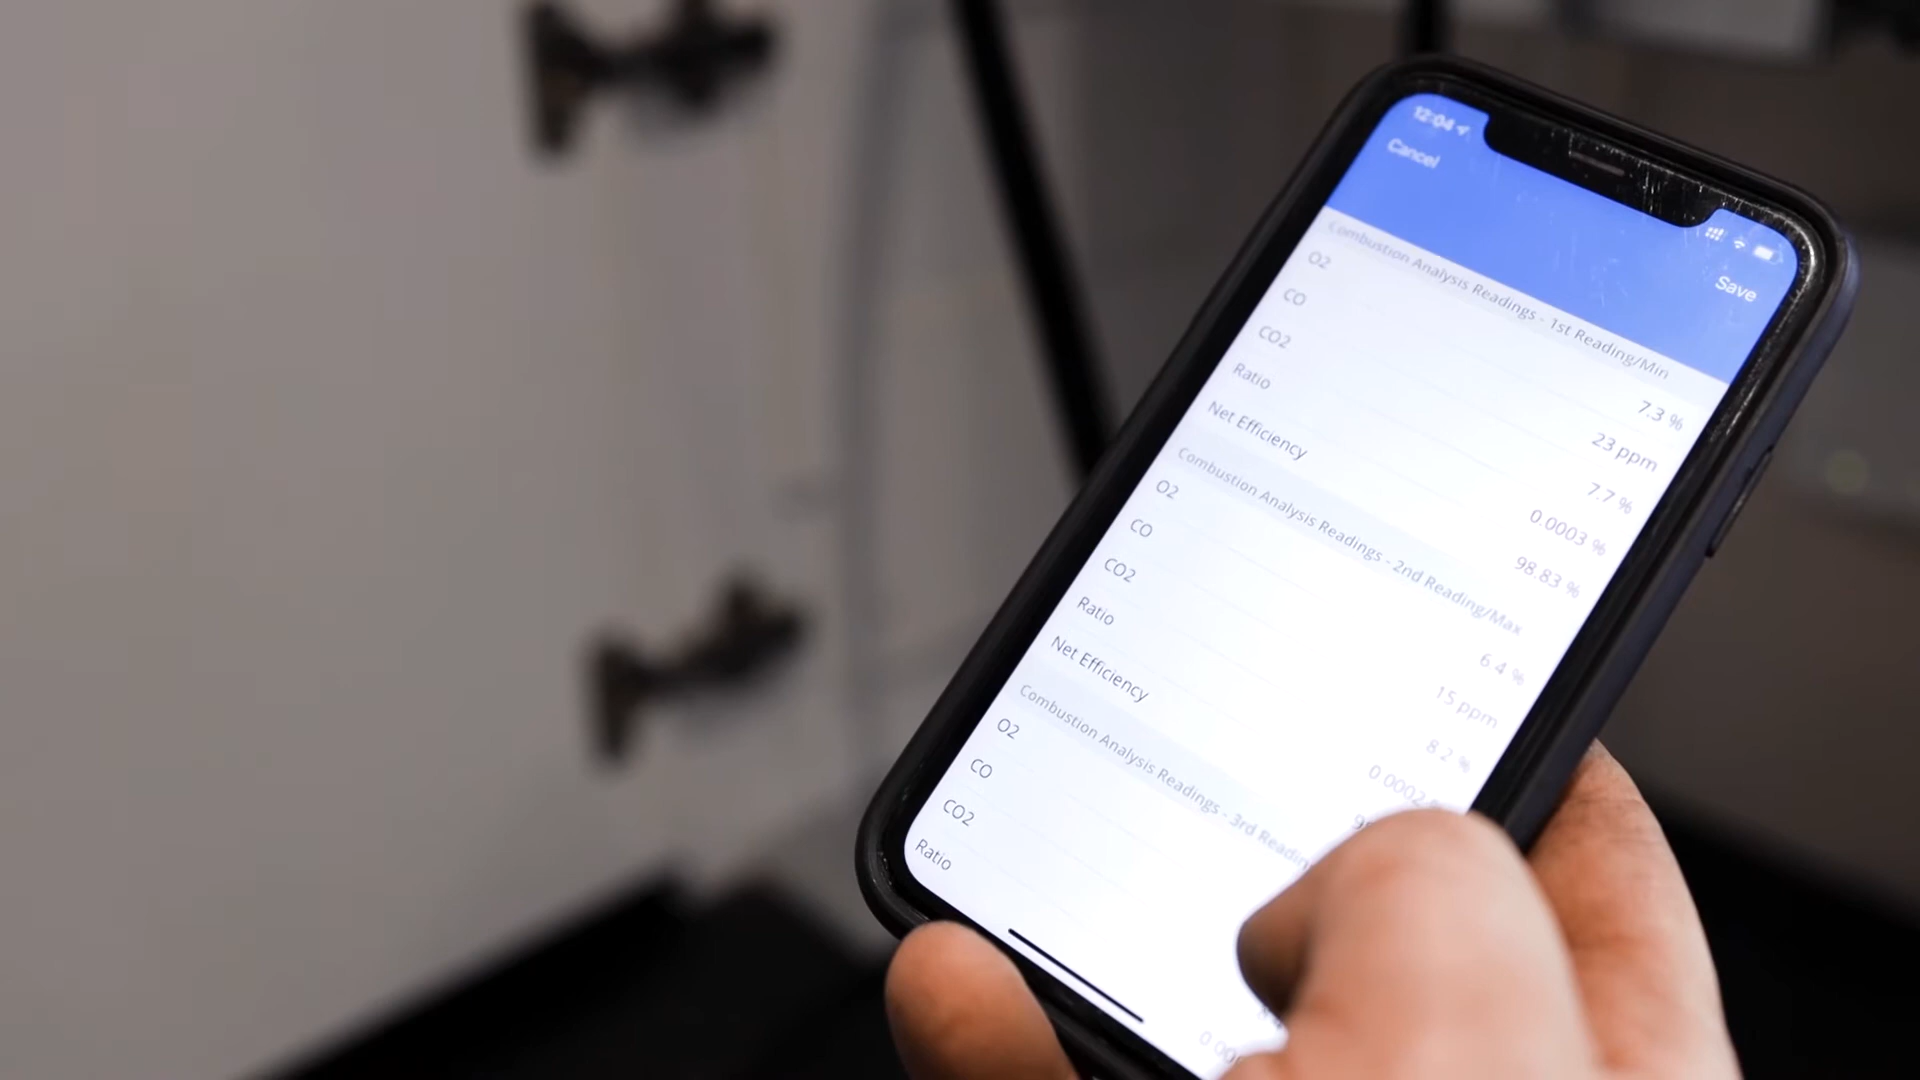 12:04
Cancel
Save
Combustion Analysis Readings - 1st Reading/Min
O2 7.3 %
CO 23 ppm
CO2 7.7 %
Ratio 0.0003 %
Net Efficiency 98.83 %
Combustion Analysis Readings - 2nd Reading/Max
O2 6.4 %
CO 15 ppm
CO2 8.2 %
Ratio 0.0002
Net Efficiency
Combustion Analysis Readings - 3rd
O2
CO
CO2
Ratio